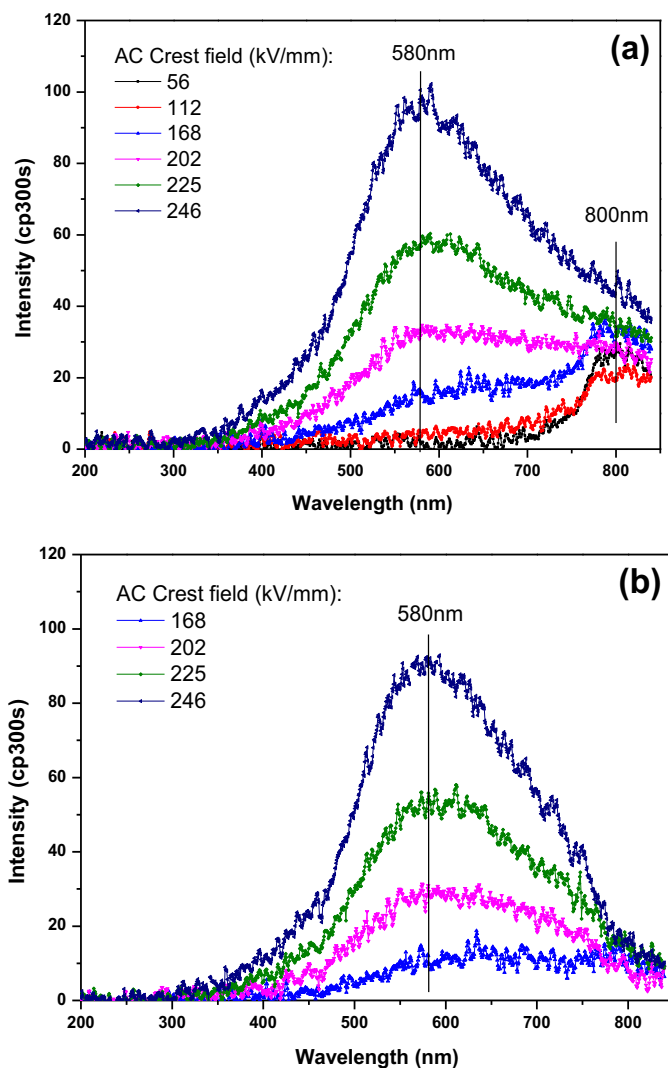 120
100
80
60
40
20
0
Intensity (cp300s)
AC Crest field (kV/mm):
56
112
168
202
225
246
580nm
800nm
(a)
200 300 400 500 600 700 800
Wavelength (nm)
120
100
80
60
40
20
0
Intensity (cp300s)
AC Crest field (kV/mm):
168
202
225
246
580nm
(b)
200 300 400 500 600 700 800
Wavelength (nm)